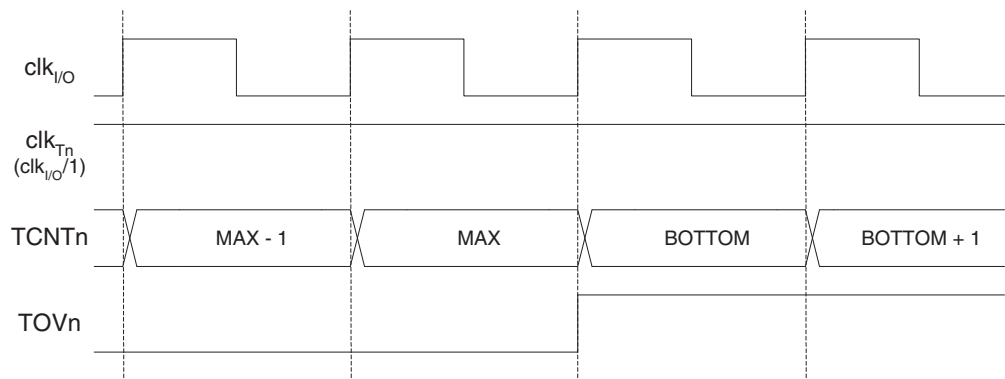 clkI/O
clkTn
(clkI/O/1)
TCNTn MAX - 1 MAX BOTTOM BOTTOM + 1
TOVn